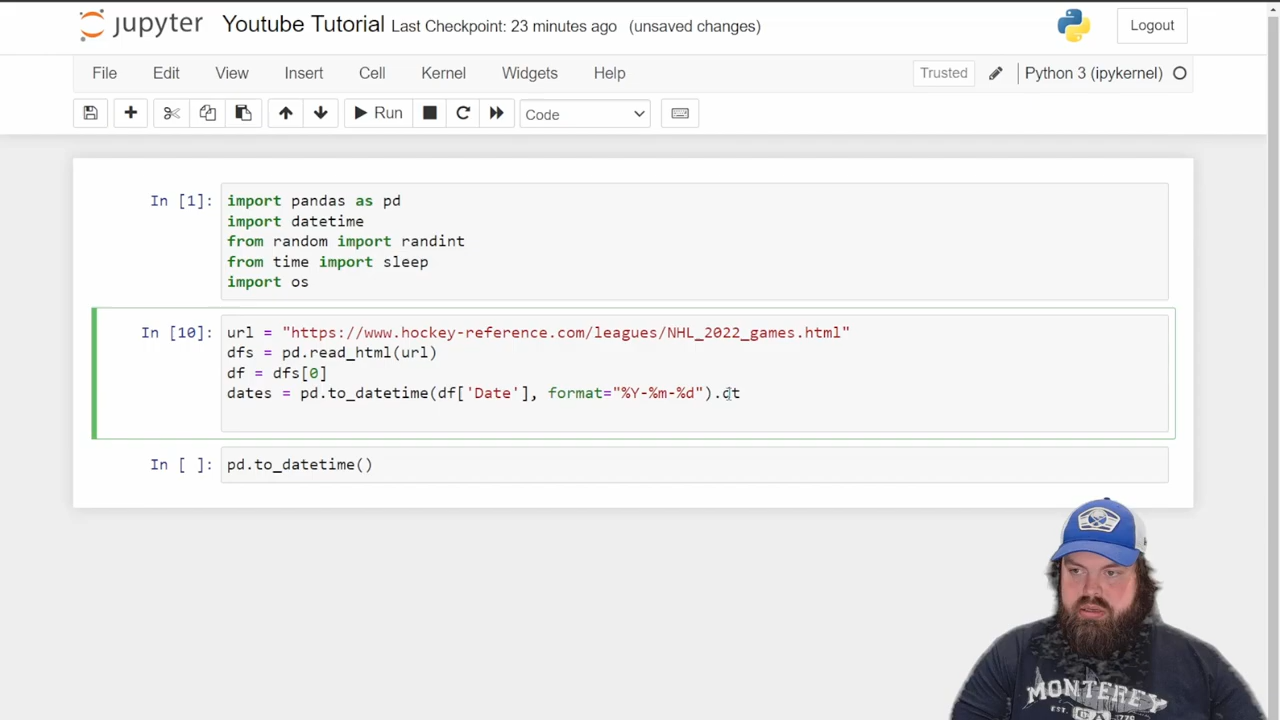 jupyter Youtube Tutorial Last Checkpoint: 23 minutes ago (unsaved changes) Logout
File Edit View Insert Cell Kernel Widgets Help Trusted Python 3 (ipykernel)
Run Code
In [1]: import pandas as pd
import datetime
from random import randint
from time import sleep
import os
In [10]: url = "https://www.hockey-reference.com/leagues/NHL_2022_games.html"
dfs = pd.read_html(url)
df = dfs[0]
dates = pd.to_datetime(df['Date'], format="%Y-%m-%d").dt
In [ ]: pd.to_datetime()
MONTEREY
EST.